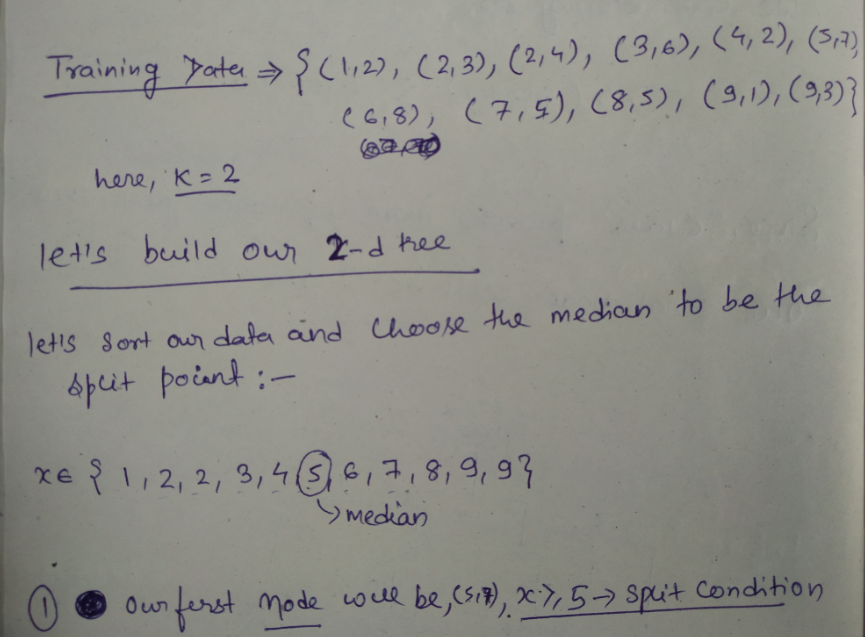 Training Data ⇒ {(1,2), (2,3), (2,4), (3,6), (4,2), (5,7),
(6,8), (7,5), (8,5), (9,1), (9,3)}
here, K = 2
let's build our 2-d tree
let's sort our data and choose the median to be the
split point :-
x ∈ {1, 2, 2, 3, 4, 5, 6, 7, 8, 9, 9}
↳ median
① Our first node will be, (5,7), x ≥ 5 → split condition